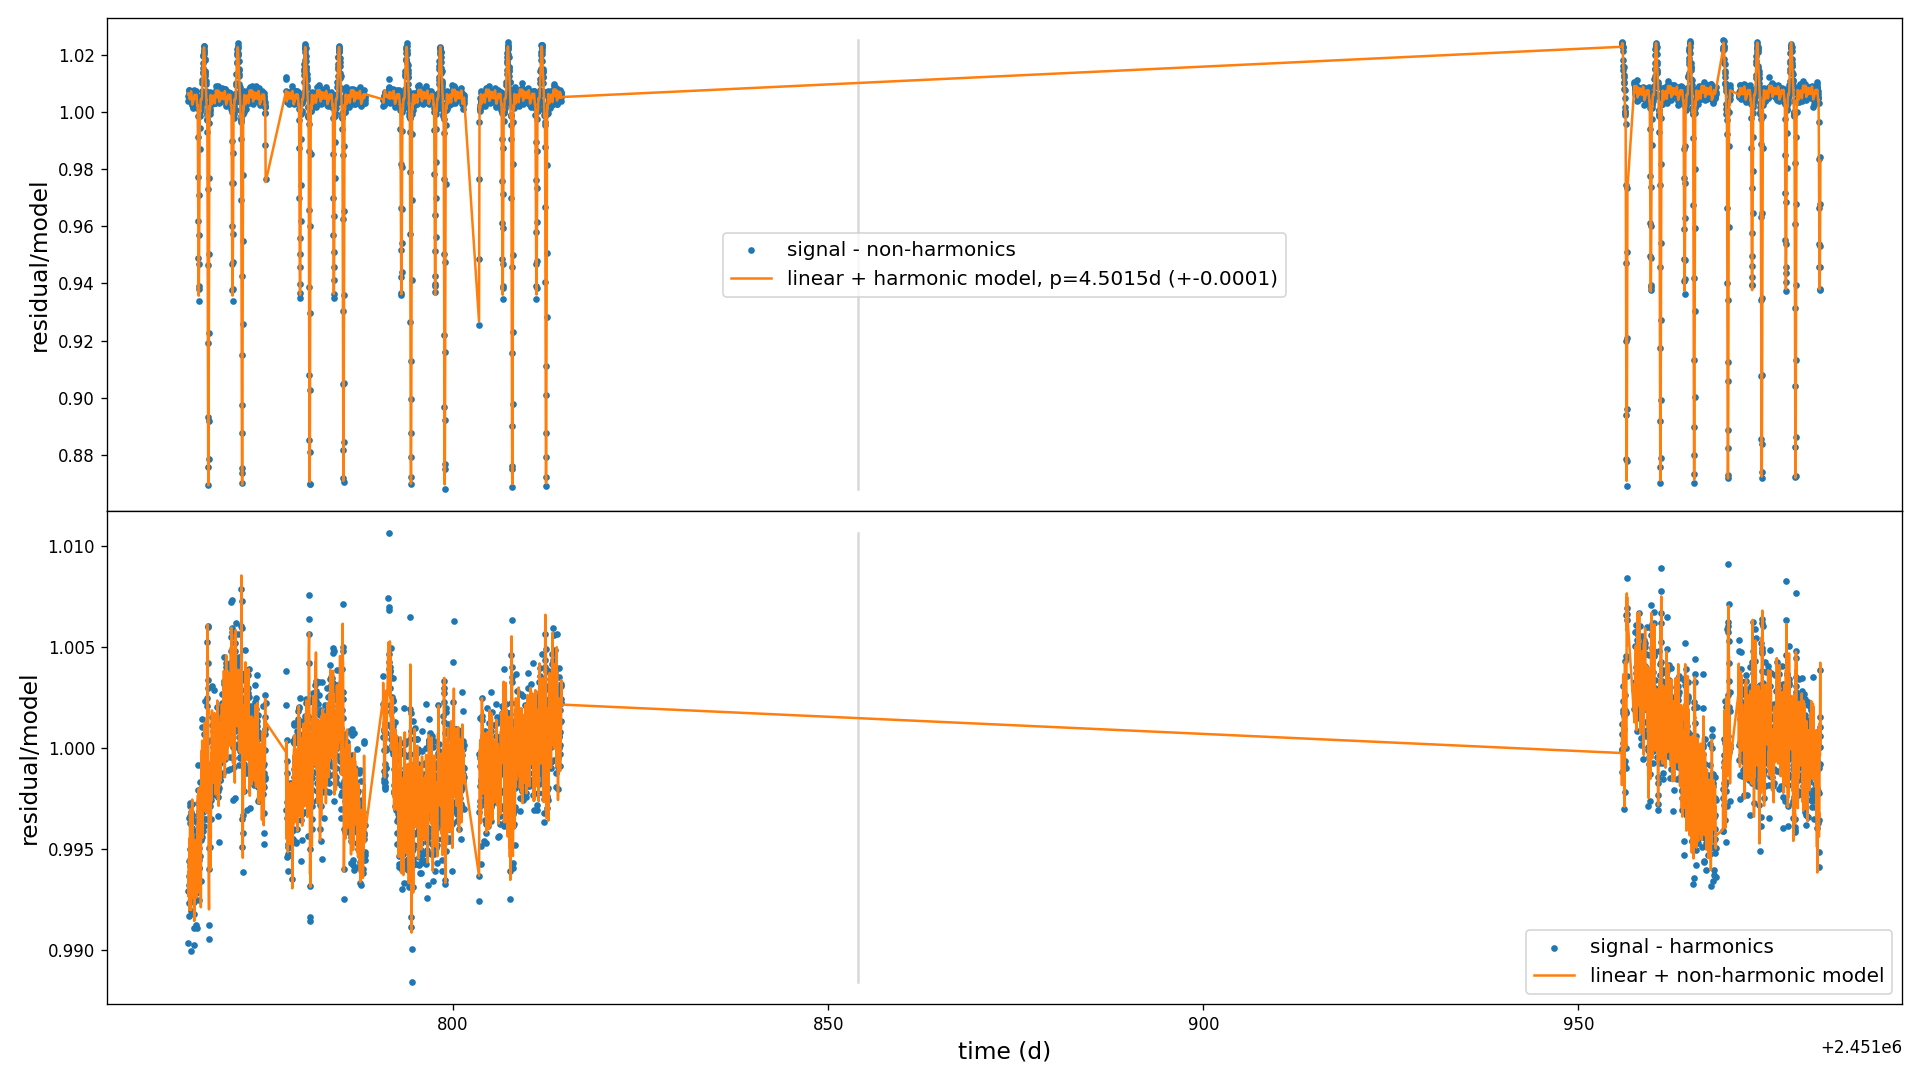 1.02
1.00
0.98
0.96
0.94
0.92
0.90
0.88
residual/model
signal - non-harmonics
linear + harmonic model, p=4.5015d (+-0.0001)
1.010
1.005
1.000
0.995
0.990
residual/model
signal - harmonics
linear + non-harmonic model
800
850
900
950
time (d)
+2.451e6